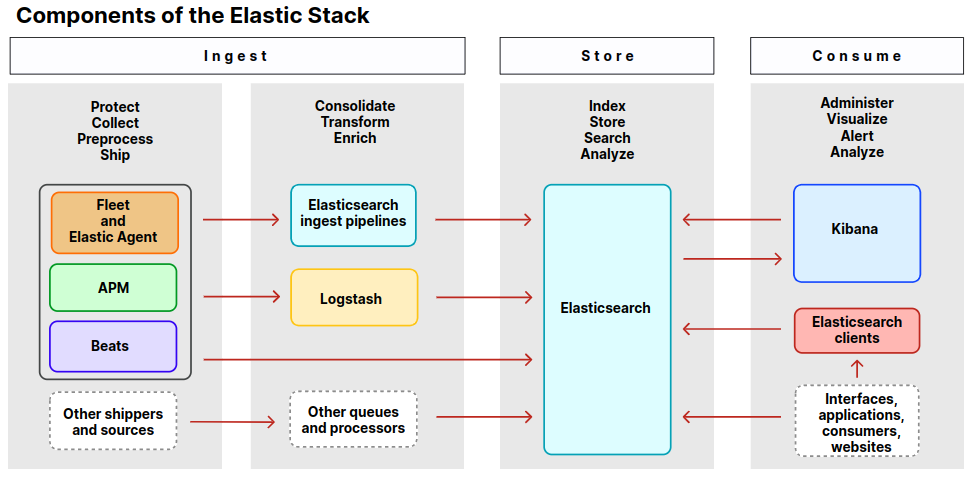 Components of the Elastic Stack
Ingest
Store
Consume
Protect
Collect
Preprocess
Ship
Consolidate
Transform
Enrich
Index
Store
Search
Analyze
Administer
Visualize
Alert
Analyze
Fleet
and
Elastic Agent
APM
Beats
Other shippers
and sources
Elasticsearch
ingest pipelines
Logstash
Other queues
and processors
Elasticsearch
Kibana
Elasticsearch
clients
Interfaces,
applications,
consumers,
websites